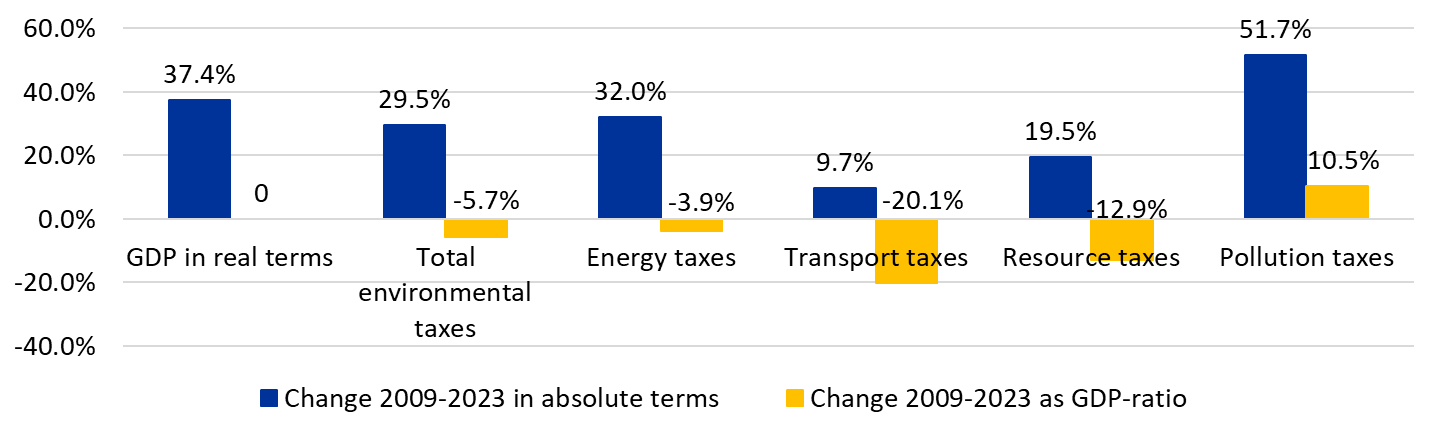 60.0%
40.0%
20.0%
0.0%
-20.0%
-40.0%
37.4%
0
29.5%
-5.7%
32.0%
-3.9%
9.7%
-20.1%
19.5%
-12.9%
51.7%
10.5%
GDP in real terms
Total
environmental
taxes
Energy taxes
Transport taxes
Resource taxes
Pollution taxes
Change 2009-2023 in absolute terms
Change 2009-2023 as GDP-ratio